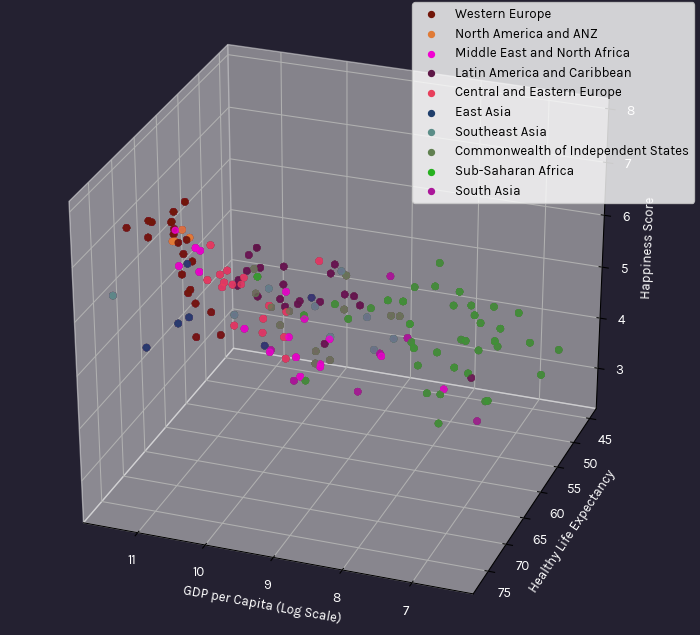 Western Europe
North America and ANZ
Middle East and North Africa
Latin America and Caribbean
Central and Eastern Europe
East Asia
Southeast Asia
Commonwealth of Independent States
Sub-Saharan Africa
South Asia
8
7
6
5
4
3
Happiness Score
45
50
55
60
65
70
75
Healthy Life Expectancy
11
10
9
8
7
GDP per Capita (Log Scale)